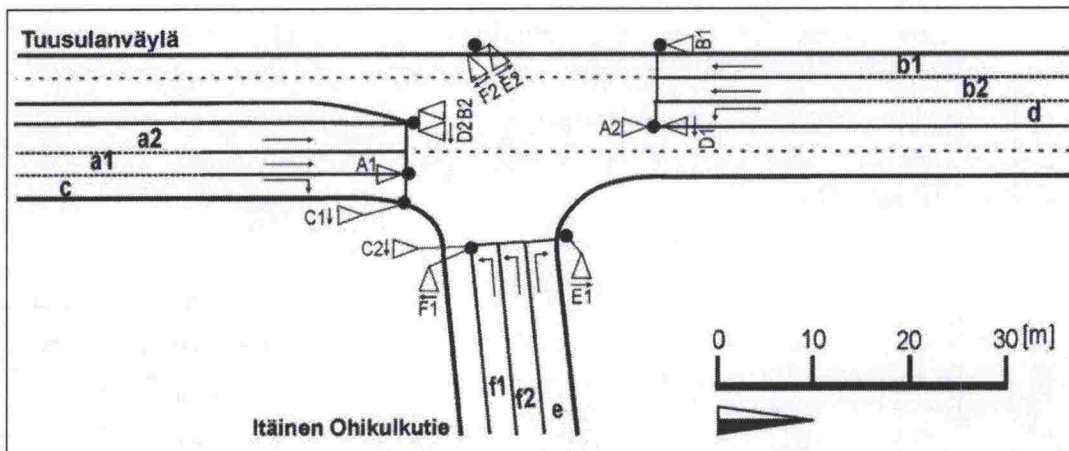 Tuusulanväylä
B1
b1
F2 E2
b2
D2 B2
d
A2
D1
a2
a1
A1
c
C1
C2
F1
E1
0 10 20 30 [m]
f1 f2 e
Itäinen Ohikulkutie